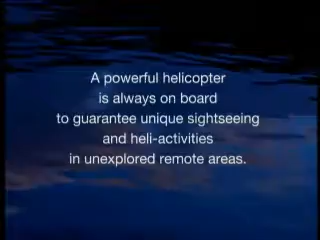 A powerful helicopter
is always on board
to guarantee unique sightseeing
and heli-activities
in unexplored remote areas.